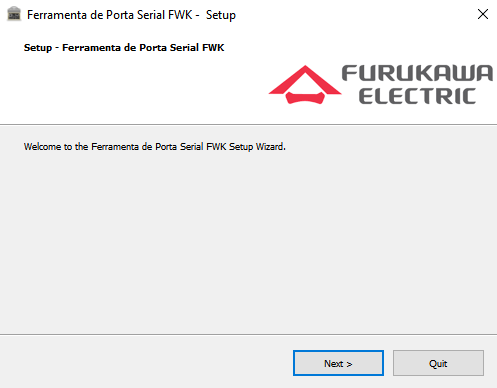 Ferramenta de Porta Serial FWK - Setup
Setup - Ferramenta de Porta Serial FWK
FURUKAWA
ELECTRIC
Welcome to the Ferramenta de Porta Serial FWK Setup Wizard.
Next >
Quit